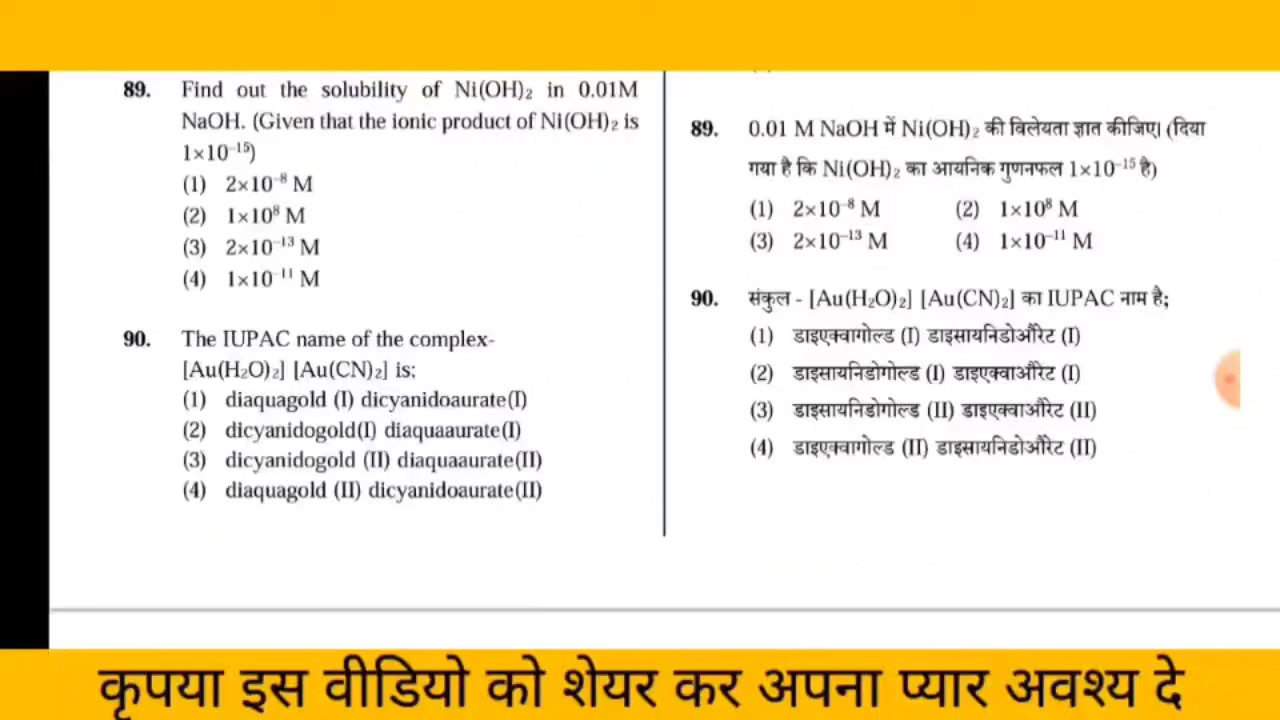 89. Find out the solubility of Ni(OH)₂ in 0.01M
NaOH. (Given that the ionic product of Ni(OH)₂ is
1×10⁻¹⁵)
(1) 2×10⁻⁸ M
(2) 1×10⁸ M
(3) 2×10⁻¹³ M
(4) 1×10⁻¹¹ M
90. The IUPAC name of the complex-
[Au(H₂O)₂] [Au(CN)₂] is:
(1) diaquagold (I) dicyanidoaurate(I)
(2) dicyanidogold(I) diaquaaurate(I)
(3) dicyanidogold (II) diaquaaurate(II)
(4) diaquagold (II) dicyanidoaurate(II)
89. 0.01 M NaOH में Ni(OH)₂ की विलेयता ज्ञात कीजिए। (दिया
गया है कि Ni(OH)₂ का आयनिक गुणनफल 1×10⁻¹⁵ है)
(1) 2×10⁻⁸ M (2) 1×10⁸ M
(3) 2×10⁻¹³ M (4) 1×10⁻¹¹ M
90. संकुल - [Au(H₂O)₂] [Au(CN)₂] का IUPAC नाम है;
(1) डाइएक्वागोल्ड (I) डाइसायनिडोऔरेट (I)
(2) डाइसायनिडोगोल्ड (I) डाइएक्वाऔरेट (I)
(3) डाइसायनिडोगोल्ड (II) डाइएक्वाऔरेट (II)
(4) डाइएक्वागोल्ड (II) डाइसायनिडोऔरेट (II)
कृपया इस वीडियो को शेयर कर अपना प्यार अवश्य दे